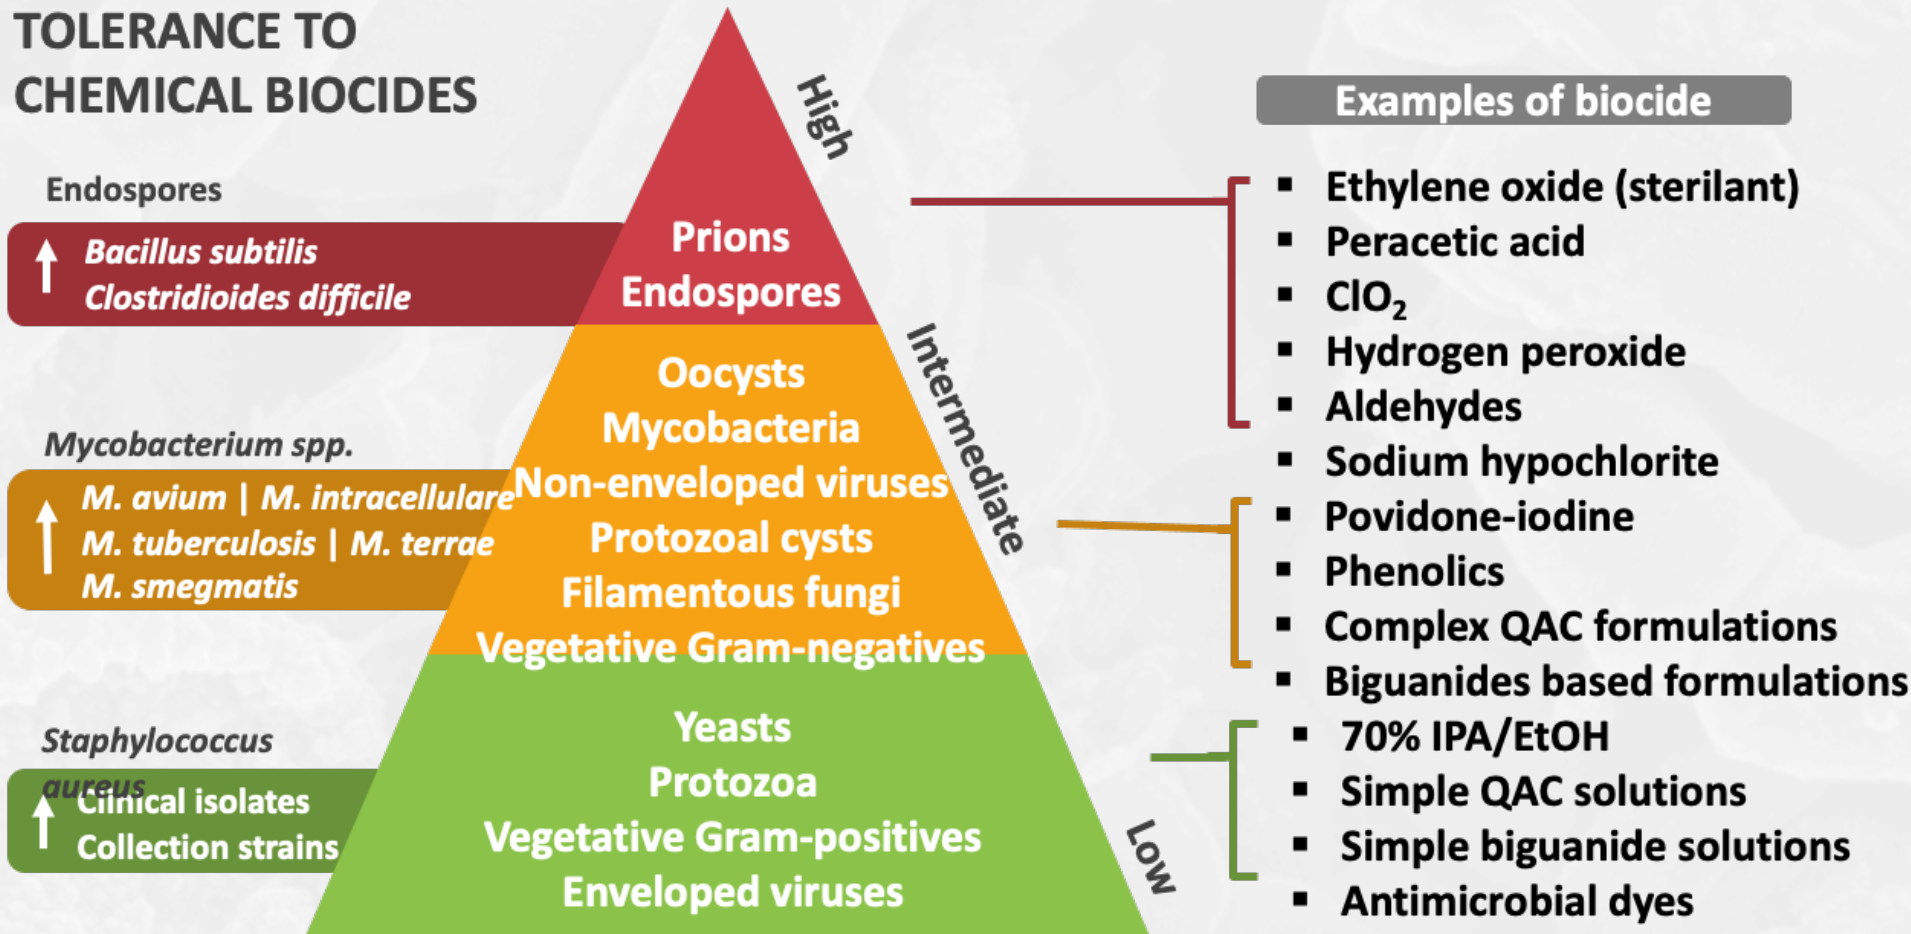 TOLERANCE TO
CHEMICAL BIOCIDES
Endospores
Bacillus subtilis
Clostridioides difficile
Mycobacterium spp.
M. avium | M. intracellulare
M. tuberculosis | M. terrae
M. smegmatis
Staphylococcus
aureus
Clinical isolates
Collection strains
High
Prions
Endospores
Intermediate
Oocysts
Mycobacteria
Non-enveloped viruses
Protozoal cysts
Filamentous fungi
Vegetative Gram-negatives
Low
Yeasts
Protozoa
Vegetative Gram-positives
Enveloped viruses
Examples of biocide
▪ Ethylene oxide (sterilant)
▪ Peracetic acid
▪ ClO₂
▪ Hydrogen peroxide
▪ Aldehydes
▪ Sodium hypochlorite
▪ Povidone-iodine
▪ Phenolics
▪ Complex QAC formulations
▪ Biguanides based formulations
▪ 70% IPA/EtOH
▪ Simple QAC solutions
▪ Simple biguanide solutions
▪ Antimicrobial dyes